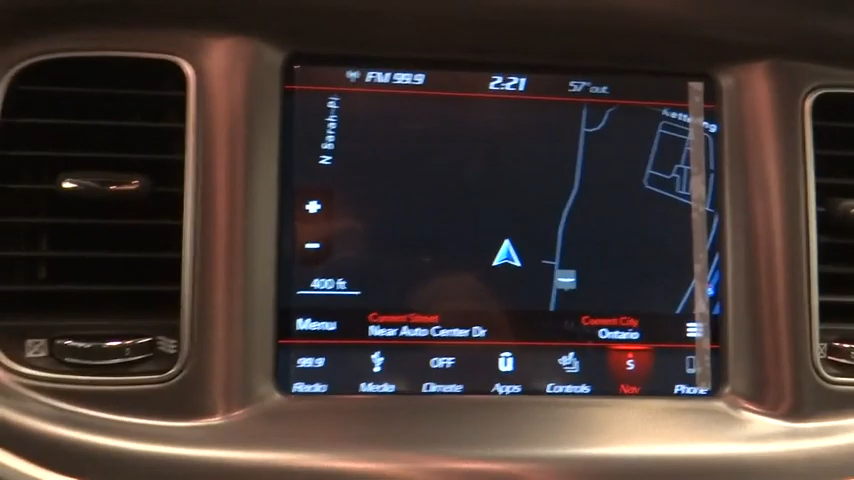 FM 99.9 2:21 57° out.
N Sarah Pl
Kettering
+
−
400 ft
Menu
Current Street
Near Auto Center Dr
Current City
Ontario
99.9 OFF S
Radio Media Climate Apps Controls Nav Phone